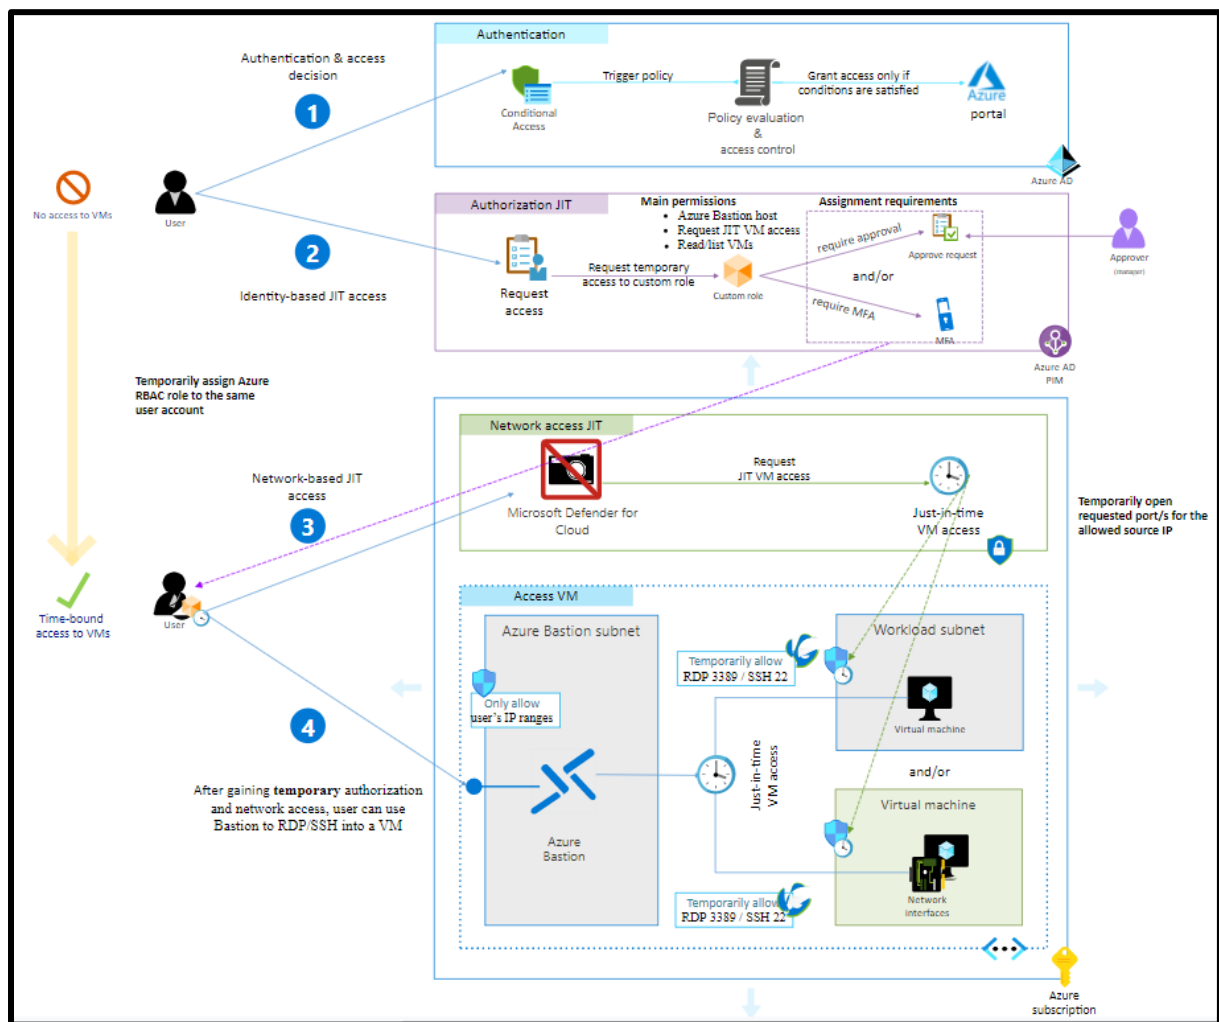 Authentication
Authentication & access
decision
1
Trigger policy
Grant access only if
conditions are satisfied
Conditional
Access
Policy evaluation
&
access control
Azure
portal
Azure AD
No access to VMs
User
Authorization JIT
Main permissions
• Azure Bastion host
• Request JIT VM access
• Read/list VMs
Assignment requirements
require approval
Approve request
and/or
require MFA
MFA
Approver
(manager)
2
Identity-based JIT access
Request
access
Request temporary
access to custom role
Custom role
Azure AD
PIM
Temporarily assign Azure
RBAC role to the same
user account
Network access JIT
Network-based JIT
access
3
Microsoft Defender for
Cloud
Request
JIT VM access
Just-in-time
VM access
Temporarily open
requested port/s for the
allowed source IP
Time-bound
access to VMs
User
Access VM
Azure Bastion subnet
Only allow
user's IP ranges
Temporarily allow
RDP 3389 / SSH 22
Workload subnet
Virtual machine
4
After gaining temporary authorization
and network access, user can use
Bastion to RDP/SSH into a VM
Azure
Bastion
Just-in-time
VM access
and/or
Virtual machine
Network
interfaces
Temporarily allow
RDP 3389 / SSH 22
Azure
subscription